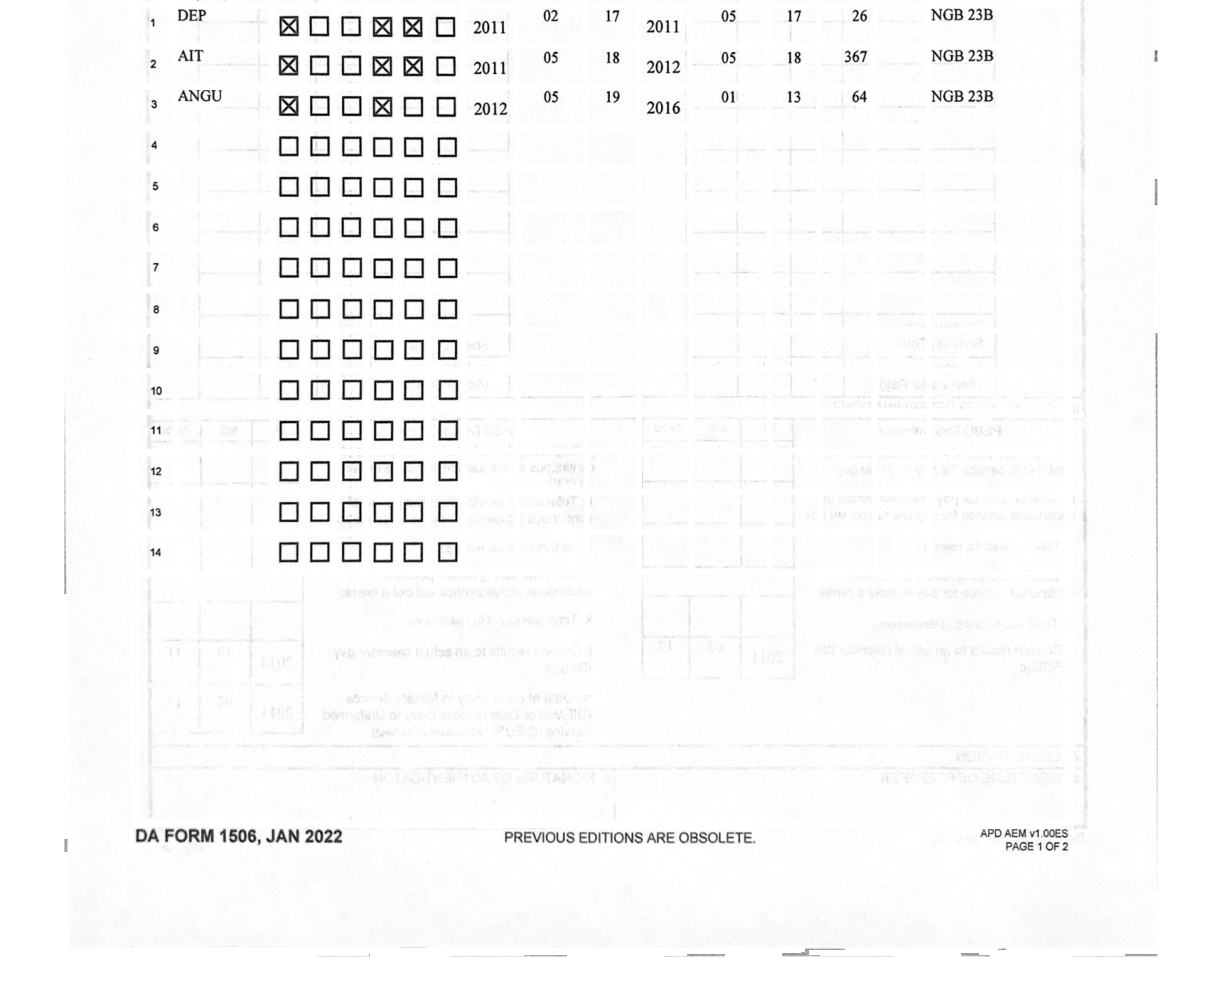 1 DEP ☒ ☐ ☐ ☒ ☒ ☐ 2011 02 17 2011 05 17 26 NGB 23B
2 AIT ☒ ☐ ☐ ☒ ☒ ☐ 2011 05 18 2012 05 18 367 NGB 23B
3 ANGU ☒ ☐ ☐ ☒ ☐ ☐ 2012 05 19 2016 01 13 64 NGB 23B
4 ☐ ☐ ☐ ☐ ☐ ☐
5 ☐ ☐ ☐ ☐ ☐ ☐
6 ☐ ☐ ☐ ☐ ☐ ☐
7 ☐ ☐ ☐ ☐ ☐ ☐
8 ☐ ☐ ☐ ☐ ☐ ☐
9 ☐ ☐ ☐ ☐ ☐ ☐
10 ☐ ☐ ☐ ☐ ☐ ☐
11 ☐ ☐ ☐ ☐ ☐ ☐
12 ☐ ☐ ☐ ☐ ☐ ☐
13 ☐ ☐ ☐ ☐ ☐ ☐
14 ☐ ☐ ☐ ☐ ☐ ☐
DA FORM 1506, JAN 2022 PREVIOUS EDITIONS ARE OBSOLETE. APD AEM v1.00ES
PAGE 1 OF 2